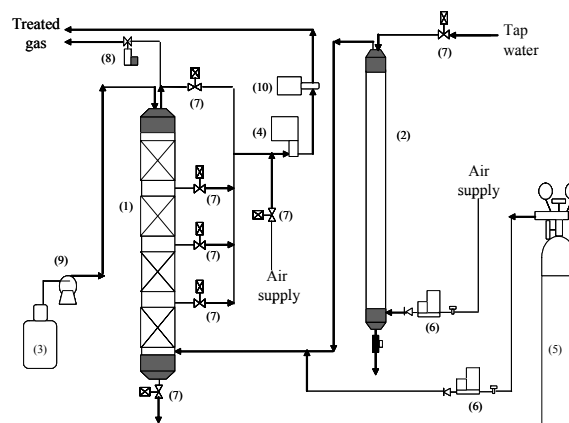 Treated
gas
(8)
(7)
Tap
water
(7)
(10)
(4)
(2)
(1)
(7)
(7)
Air
supply
(7)
(9)
Air
supply
(7)
(3)
(6)
(5)
(7)
(6)